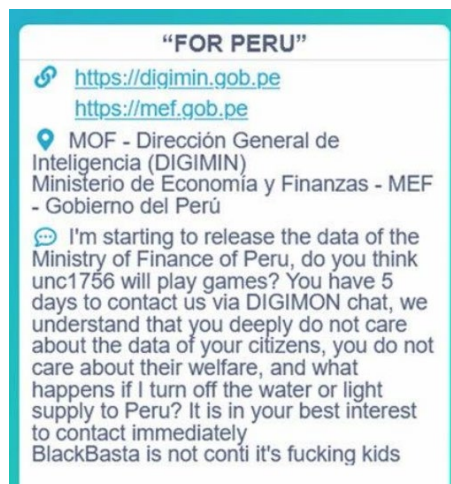 “FOR PERU”
https://digimin.gob.pe
https://mef.gob.pe
MOF - Dirección General de
Inteligencia (DIGIMIN)
Ministerio de Economía y Finanzas - MEF
- Gobierno del Perú
I'm starting to release the data of the
Ministry of Finance of Peru, do you think
unc1756 will play games? You have 5
days to contact us via DIGIMON chat, we
understand that you deeply do not care
about the data of your citizens, you do not
care about their welfare, and what
happens if I turn off the water or light
supply to Peru? It is in your best interest
to contact immediately
BlackBasta is not conti it's fucking kids